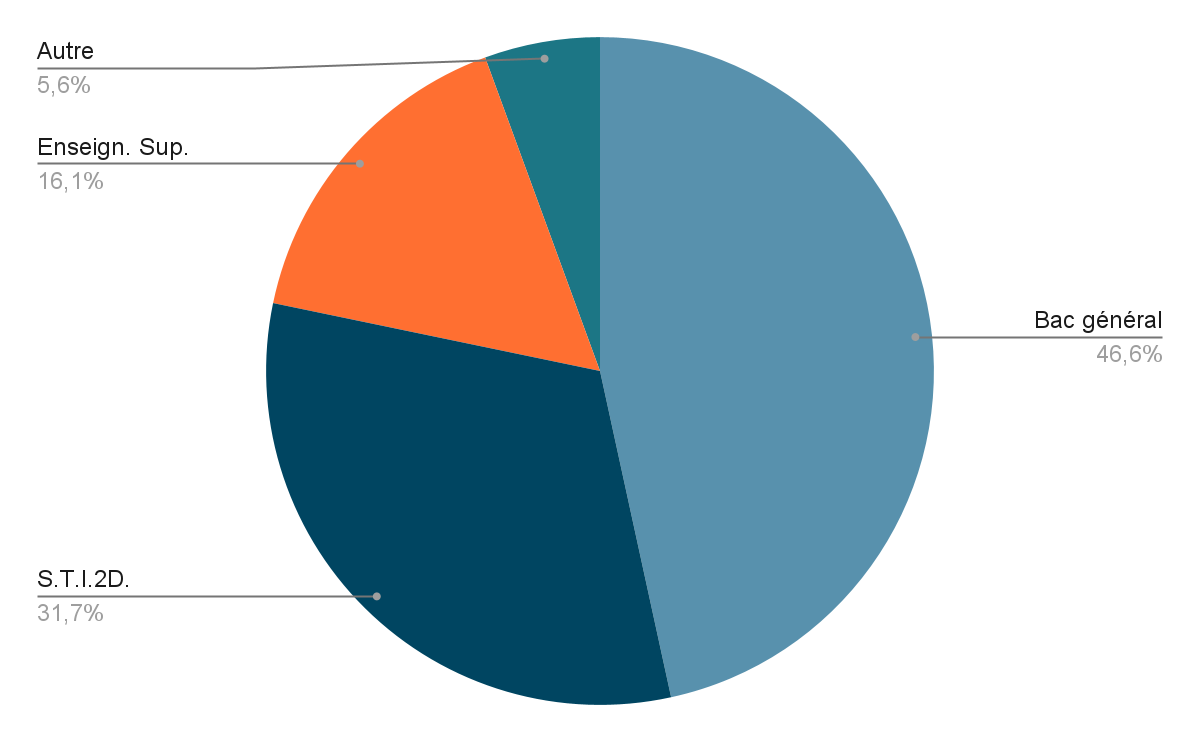 Autre
5,6%
Enseign. Sup.
16,1%
Bac général
46,6%
S.T.I.2D.
31,7%